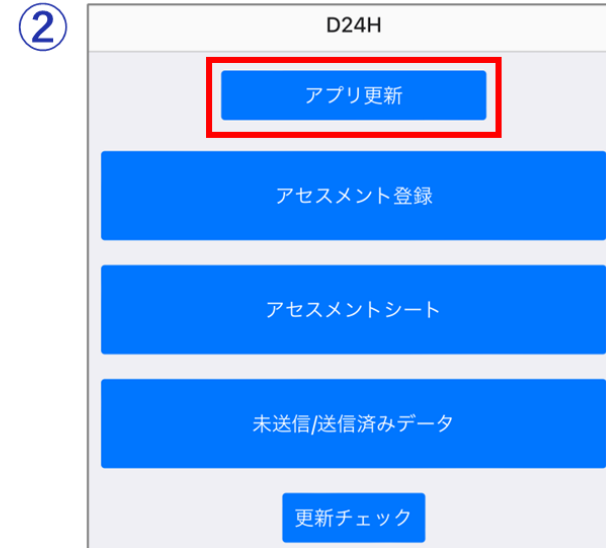 ②
D24H
アプリ更新
アセスメント登録
アセスメントシート
未送信/送信済みデータ
更新チェック